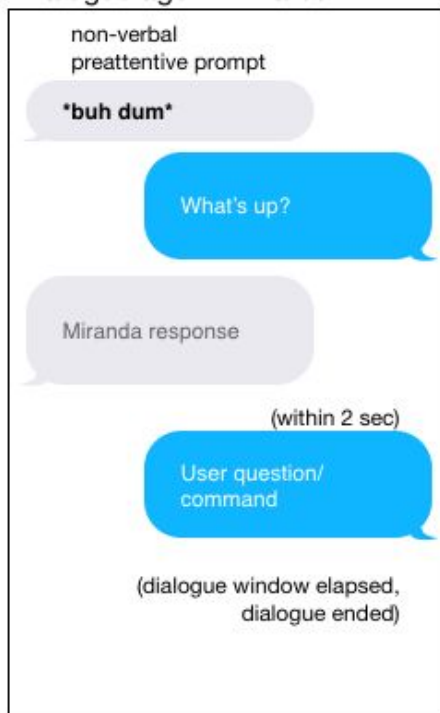 non-verbal
preattentive prompt
*buh dum*
What's up?
Miranda response
(within 2 sec)
User question/
command
(dialogue window elapsed,
dialogue ended)